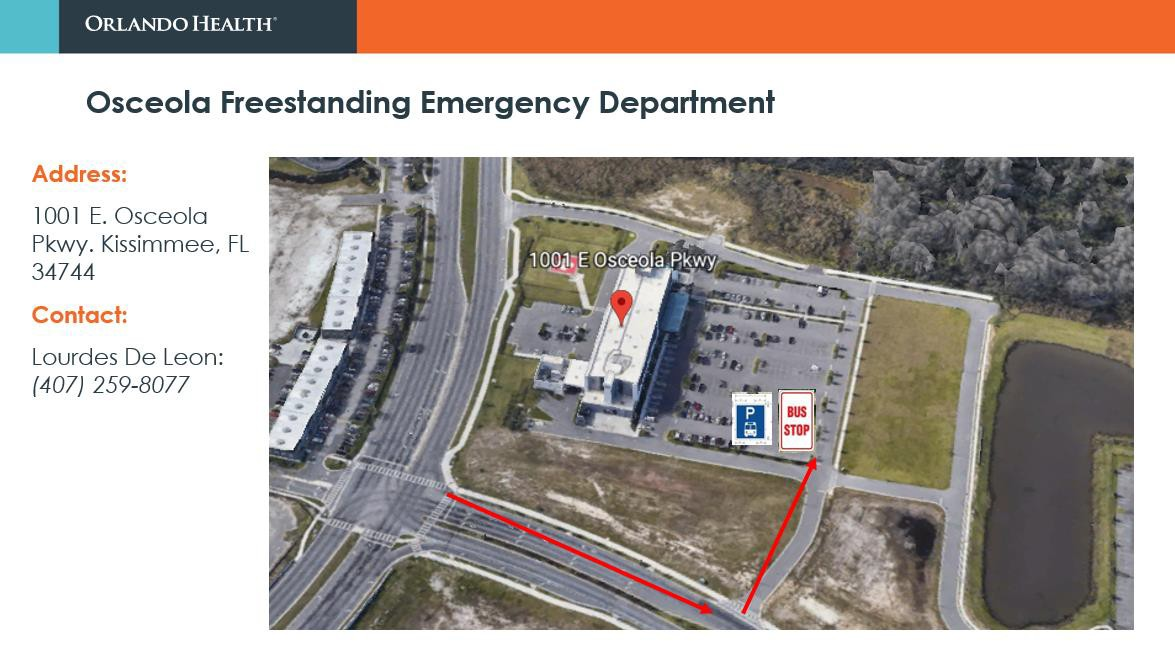 ORLANDO HEALTH®
Osceola Freestanding Emergency Department
Address:
1001 E. Osceola
Pkwy. Kissimmee, FL
34744
Contact:
Lourdes De Leon:
(407) 259-8077
1001 E Osceola Pkwy
P
BUS
STOP